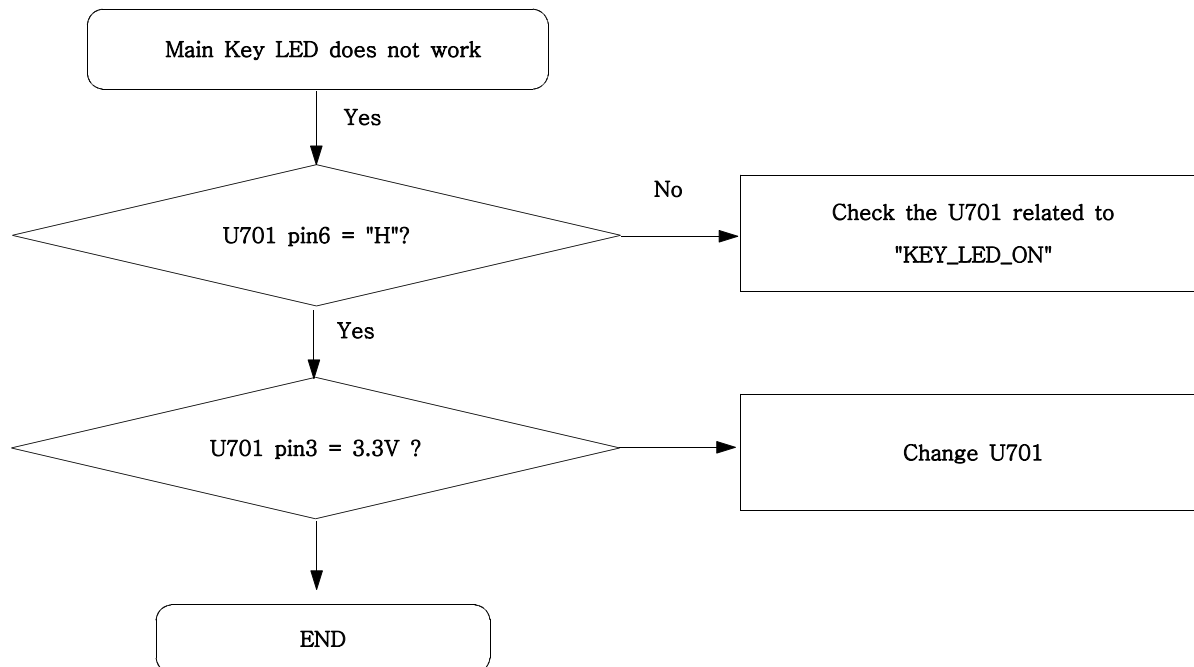 Main Key LED does not work
Yes
U701 pin6 = "H"?
No
Check the U701 related to
"KEY_LED_ON"
Yes
U701 pin3 = 3.3V ?
Change U701
END